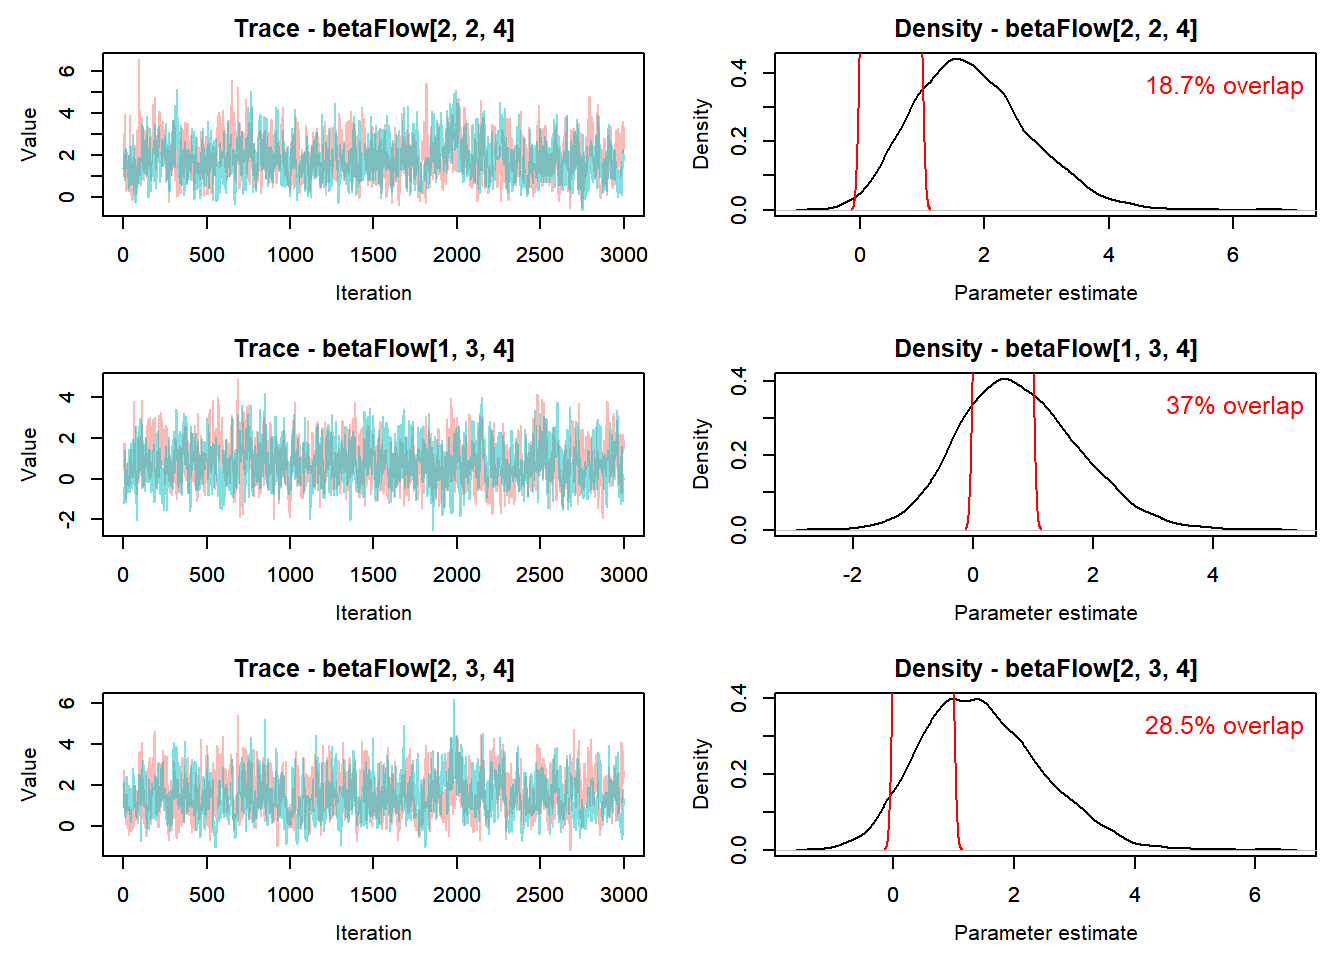 Trace - betaFlow[2, 2, 4]
Value
0 2 4 6
0 500 1000 1500 2000 2500 3000
Iteration
Density - betaFlow[2, 2, 4]
18.7% overlap
Density
0.0 0.2 0.4
0 2 4 6
Parameter estimate
Trace - betaFlow[1, 3, 4]
Value
-2 0 2 4
0 500 1000 1500 2000 2500 3000
Iteration
Density - betaFlow[1, 3, 4]
37% overlap
Density
0.0 0.2 0.4
-2 0 2 4
Parameter estimate
Trace - betaFlow[2, 3, 4]
Value
0 2 4 6
0 500 1000 1500 2000 2500 3000
Iteration
Density - betaFlow[2, 3, 4]
28.5% overlap
Density
0.0 0.2 0.4
0 2 4 6
Parameter estimate